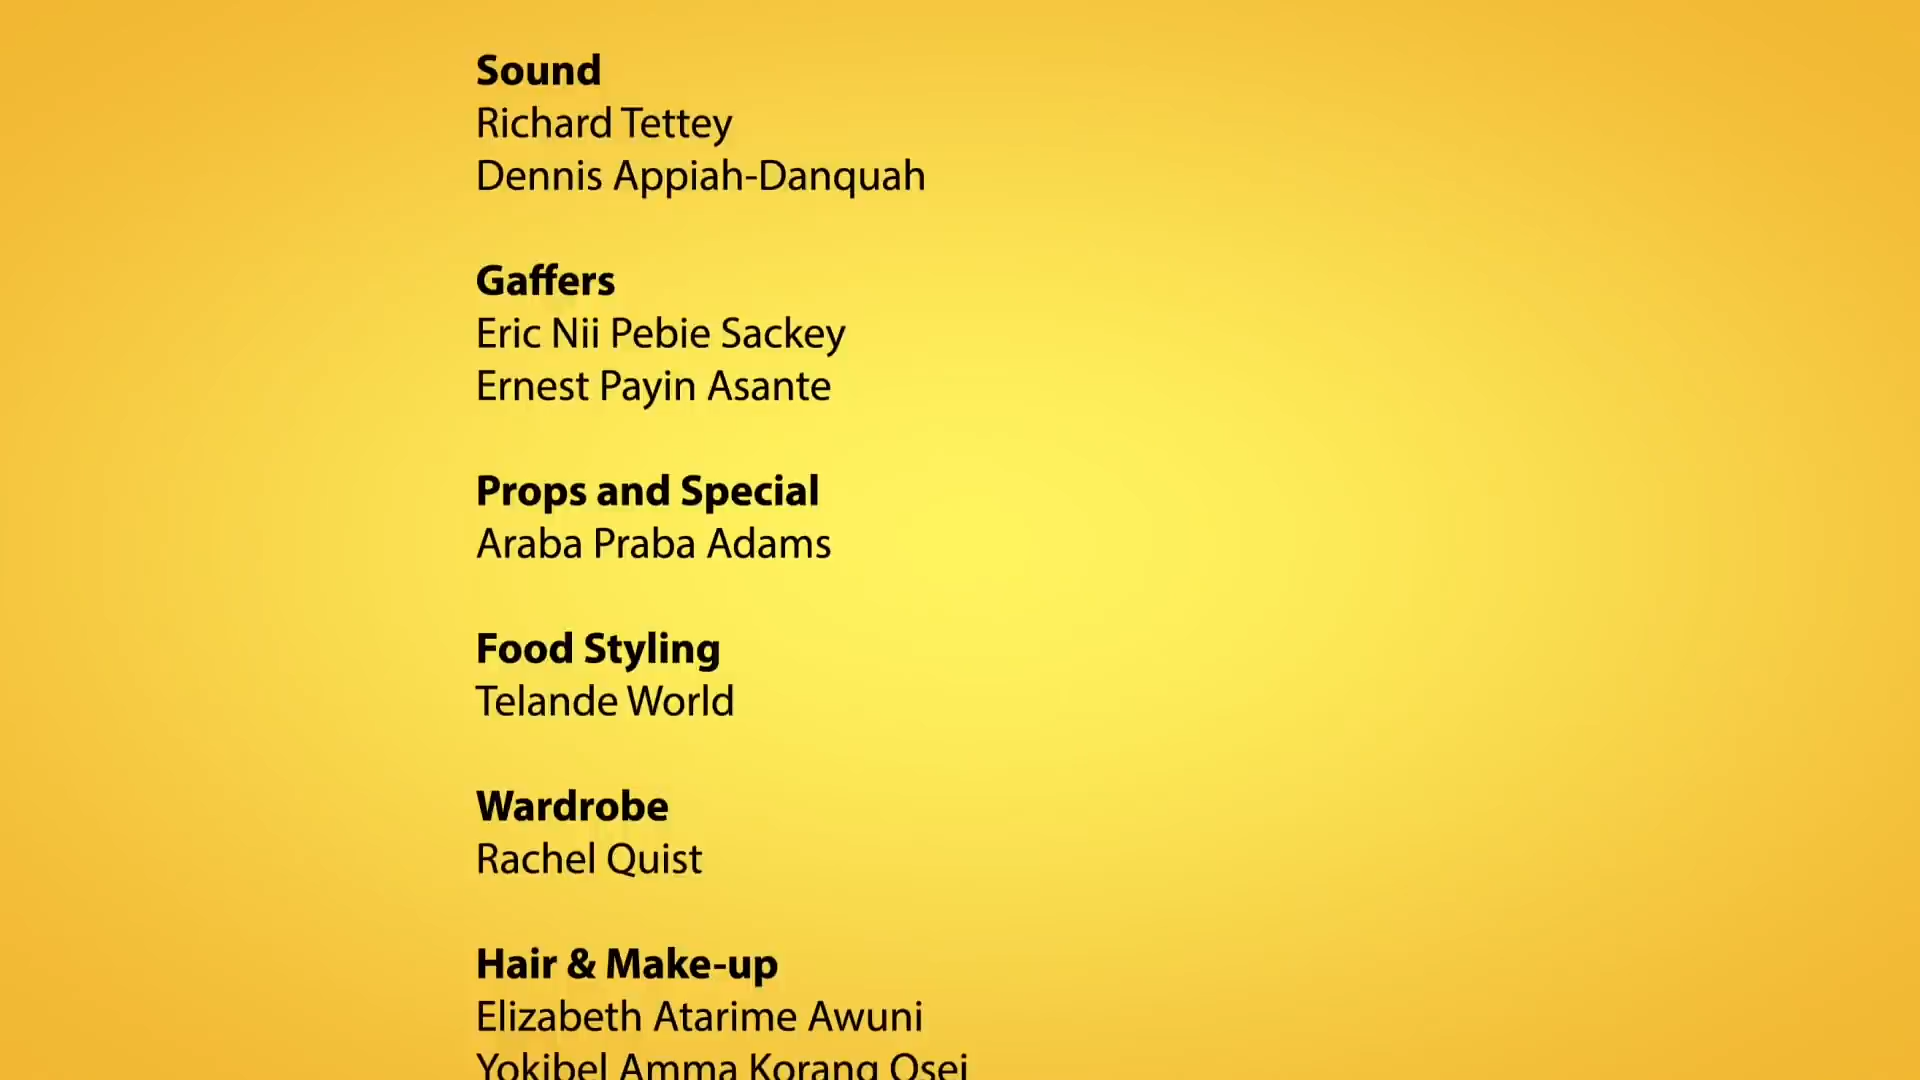 Sound
Richard Tettey
Dennis Appiah-Danquah
Gaffers
Eric Nii Pebie Sackey
Ernest Payin Asante
Props and Special
Araba Praba Adams
Food Styling
Telande World
Wardrobe
Rachel Quist
Hair & Make-up
Elizabeth Atarime Awuni
Yokibel Amma Korang Osei